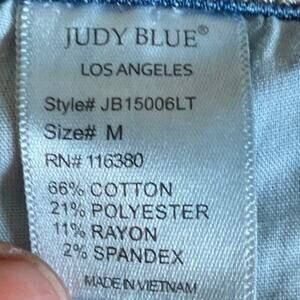 JUDY BLUE®
LOS ANGELES
Style# JB15006LT
Size# M
RN# 116380
66% COTTON
21% POLYESTER
11% RAYON
2% SPANDEX
MADE IN VIETNAM